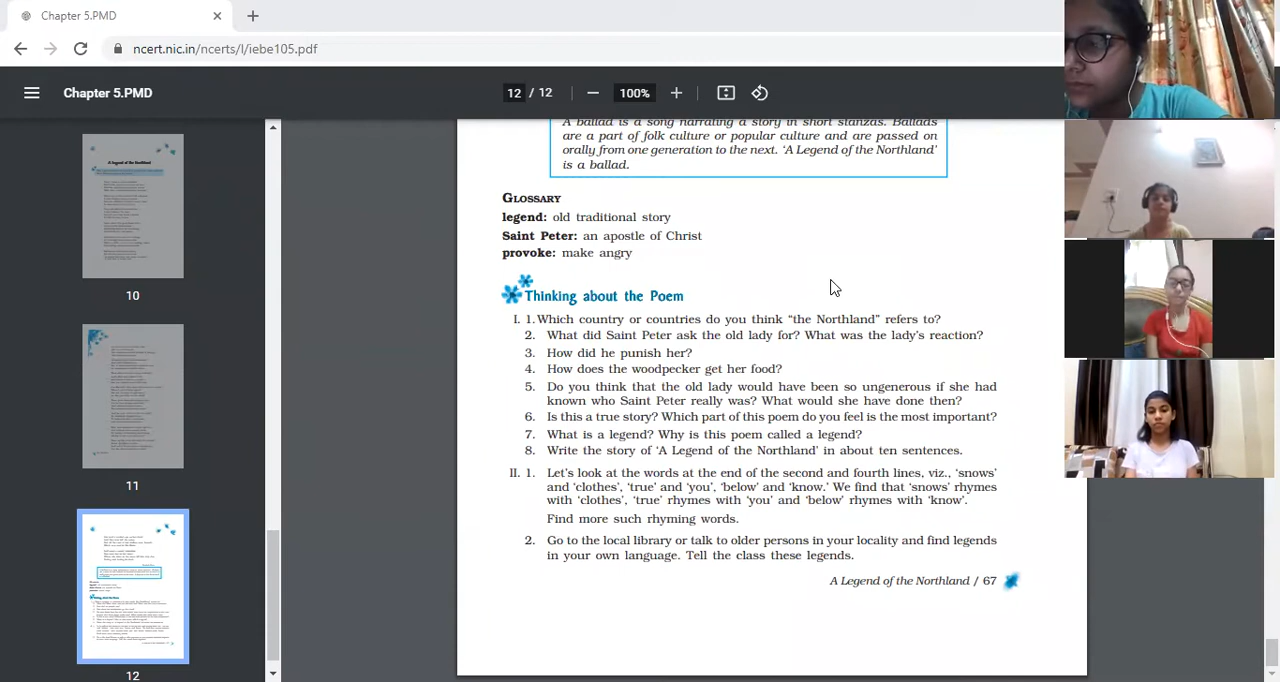 Chapter 5.PMD
ncert.nic.in/ncerts/l/iebe105.pdf
Chapter 5.PMD
12 / 12
100%
A ballad is a song narrating a story in short stanzas. Ballads
are a part of folk culture or popular culture and are passed on
orally from one generation to the next. 'A Legend of the Northland'
is a ballad.
GLOSSARY
legend: old traditional story
Saint Peter: an apostle of Christ
provoke: make angry
Thinking about the Poem
I. 1. Which country or countries do you think "the Northland" refers to?
2. What did Saint Peter ask the old lady for? What was the lady's reaction?
3. How did he punish her?
4. How does the woodpecker get her food?
5. Do you think that the old lady would have been so ungenerous if she had
known who Saint Peter really was? What would she have done then?
6. Is this a true story? Which part of this poem do you feel is the most important?
7. What is a legend? Why is this poem called a legend?
8. Write the story of 'A Legend of the Northland' in about ten sentences.
II. 1. Let's look at the words at the end of the second and fourth lines, viz., 'snows'
and 'clothes', 'true' and 'you', 'below' and 'know.' We find that 'snows' rhymes
with 'clothes', 'true' rhymes with 'you' and 'below' rhymes with 'know'.
Find more such rhyming words.
2. Go to the local library or talk to older persons in your locality and find legends
in your own language. Tell the class these legends.
A Legend of the Northland / 67
A Legend of the Northland
10
11
12